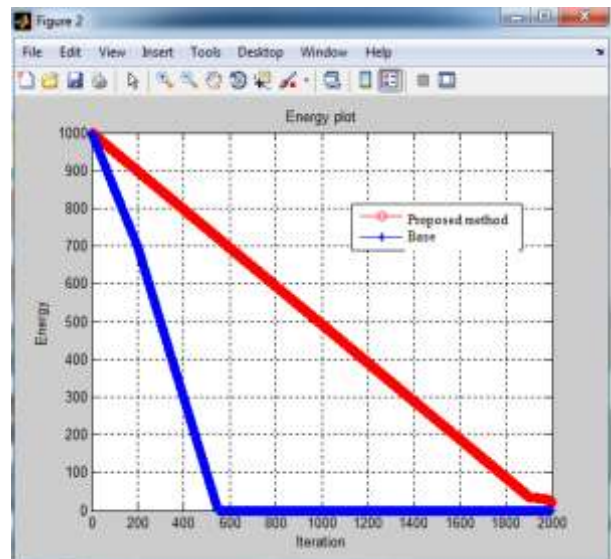 Figure 2
File Edit View Insert Tools Desktop Window Help
Energy plot
1000
900
800
700
600
500
400
300
200
100
0
Energy
Proposed method
Base
0 200 400 600 800 1000 1200 1400 1600 1800 2000
Iteration